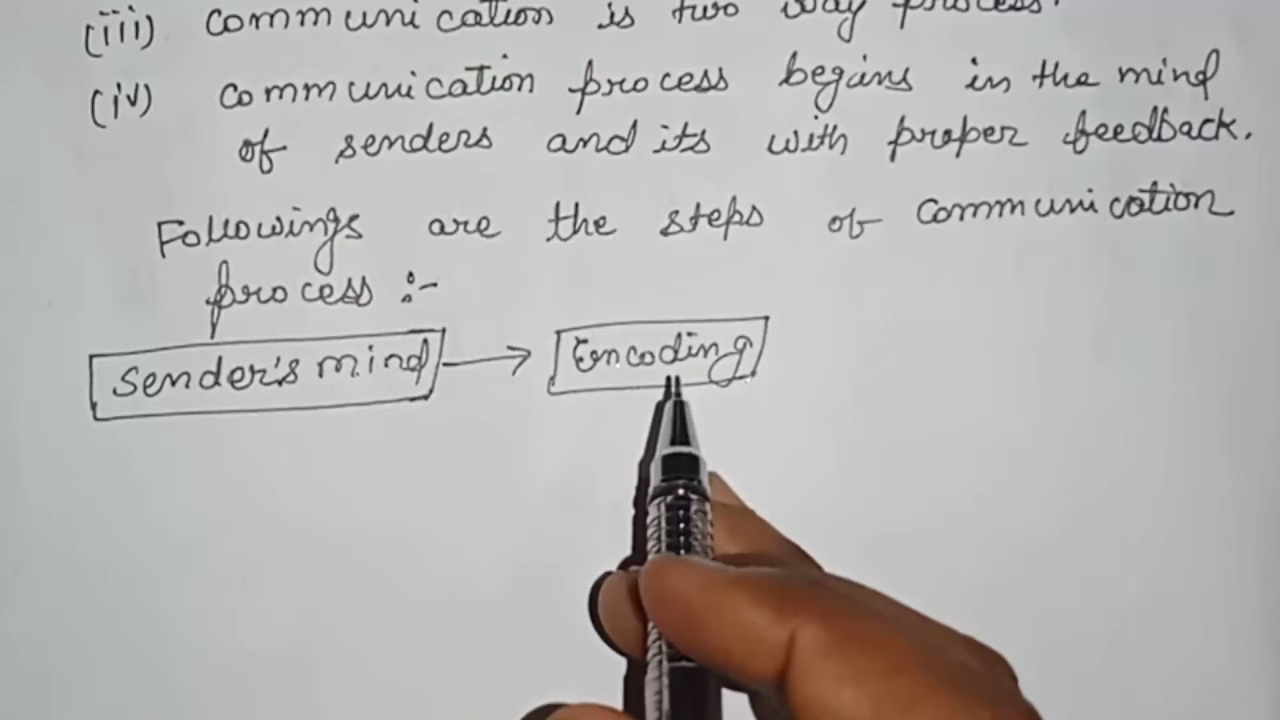 (iii) communication is two way process.
(iv) communication process begins in the mind
of senders and its with proper feedback.
Followings are the steps of communication
process :-
Sender's mind → Encoding